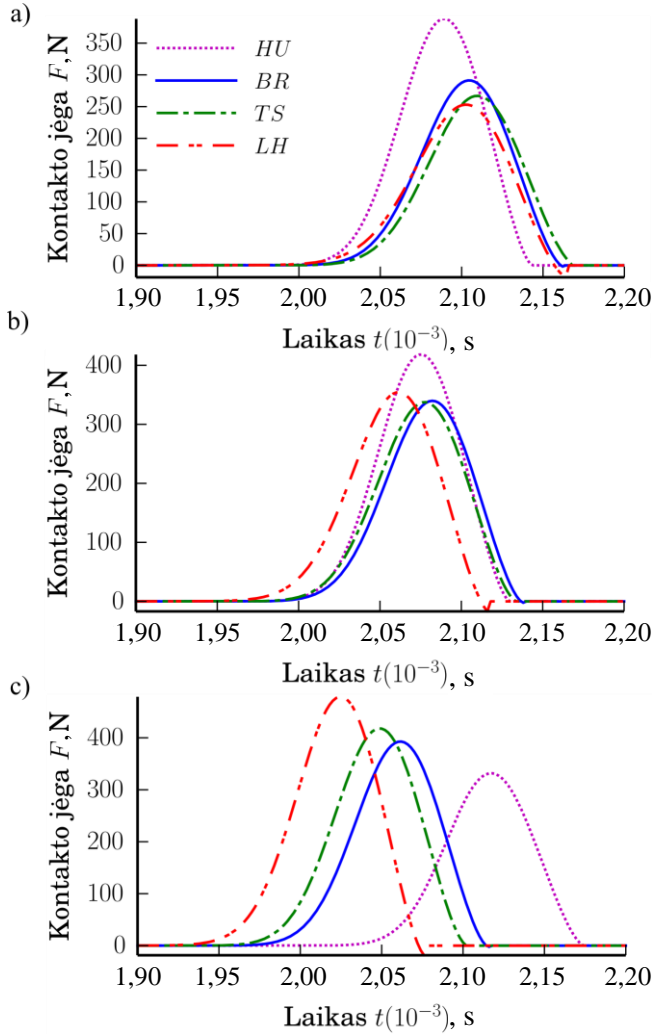 a)
Kontakto jėga F,N
350
300
250
200
150
100
50
0
HU
BR
TS
LH
1,90 1,95 2,00 2,05 2,10 2,15 2,20
Laikas t(10⁻³), s
b)
Kontakto jėga F,N
400
300
200
100
0
1,90 1,95 2,00 2,05 2,10 2,15 2,20
Laikas t(10⁻³), s
c)
Kontakto jėga F,N
400
300
200
100
0
1,90 1,95 2,00 2,05 2,10 2,15 2,20
Laikas t(10⁻³), s